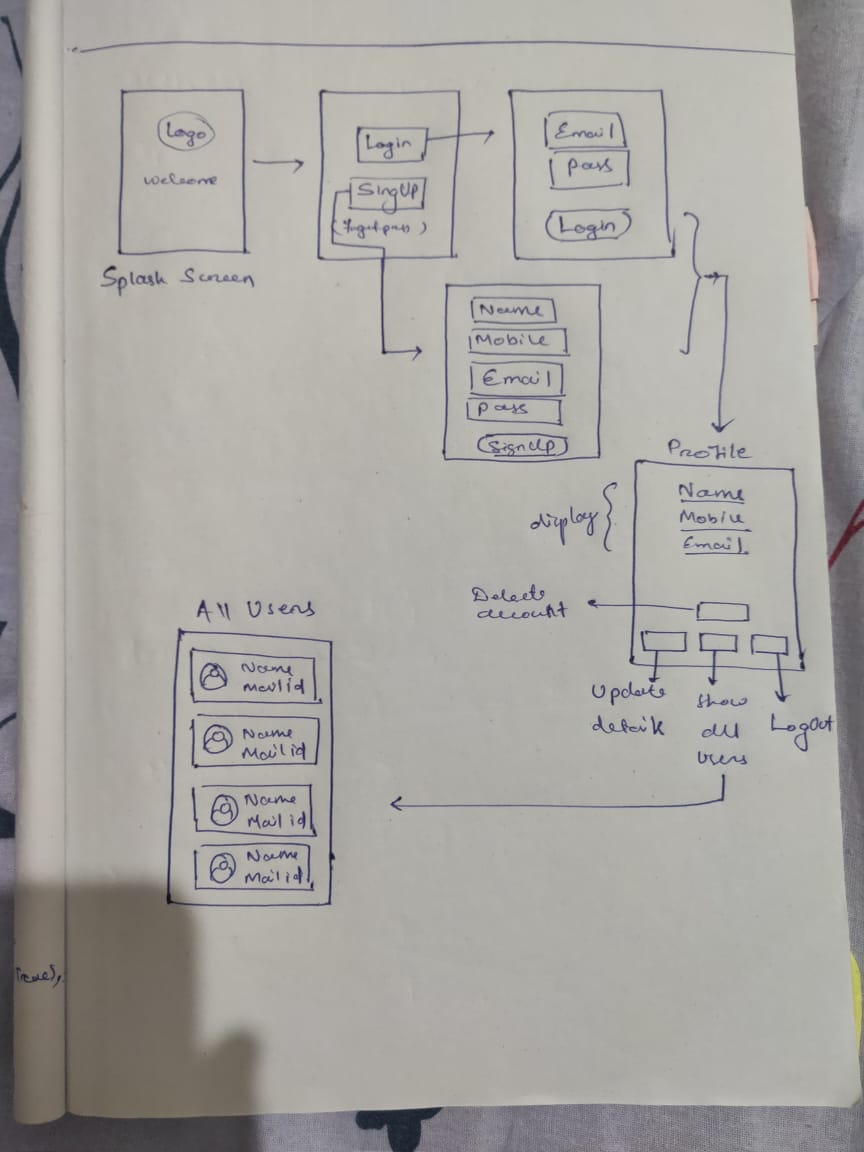 Logo
Welcome
Splash Screen
Login
SingUp
(Forgot pass)
Email
Pass
Login
Name
Mobile
Email
Pass
SignUp
Profile
display
Name
Mobile
Email
Delete
account
Update
details
Show
all
users
LogOut
All Users
Name
Mail id
Name
Mail id
Name
Mail id
Name
Mail id